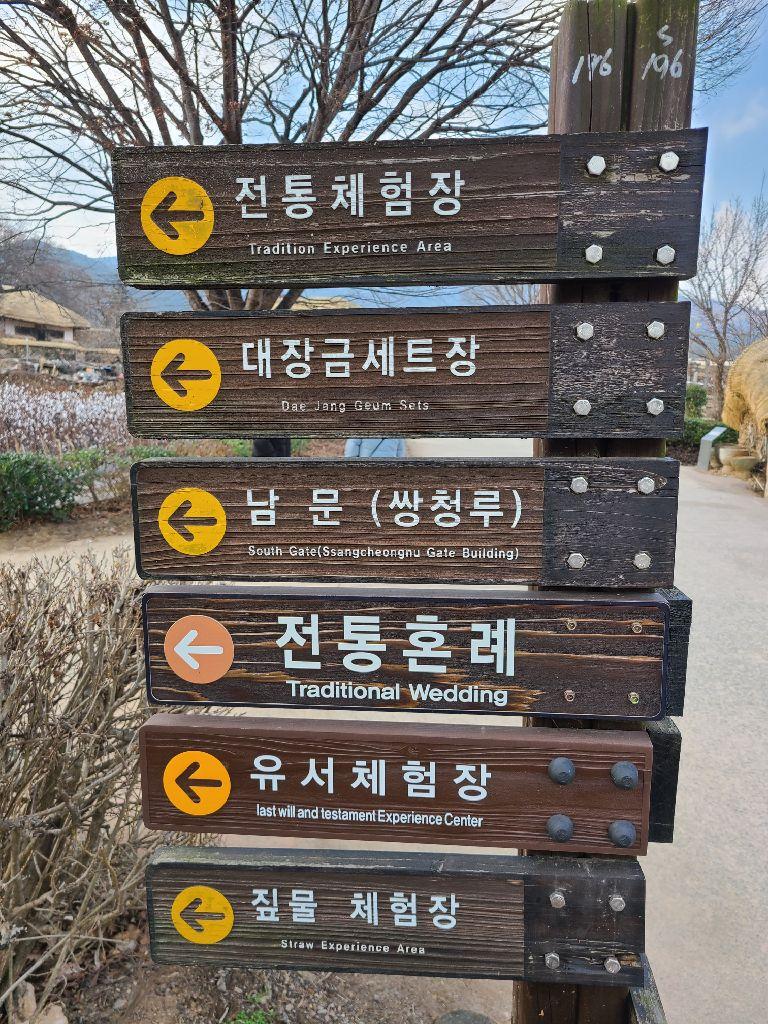 196
S
196
전통체험장
Tradition Experience Area
대장금세트장
Dae Jang Geum Sets
남 문 (쌍청루)
South Gate(Ssangcheongnu Gate Building)
전통혼례
Traditional Wedding
유서체험장
last will and testament Experience Center
짚물 체험장
Straw Experience Area